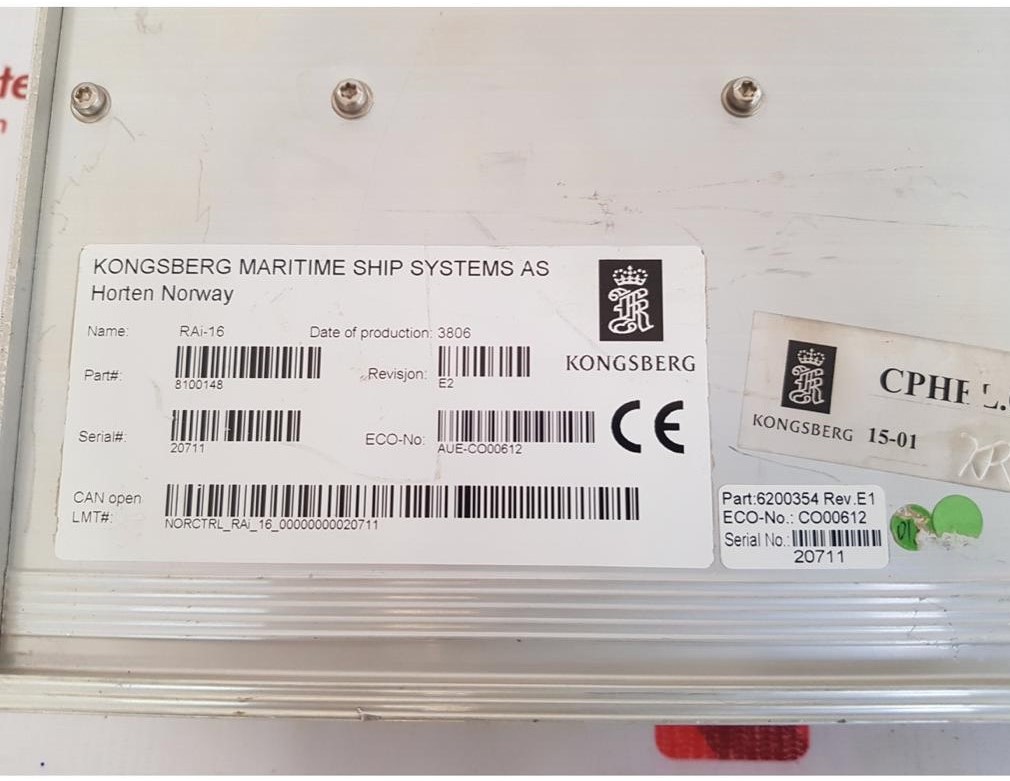 KONGSBERG MARITIME SHIP SYSTEMS AS
Horten Norway
Name: RAi-16 Date of production: 3806
Part#: 8100148 Revisjon: E2
KONGSBERG
Serial#: 20711 ECO-No: AUE-CO00612
CE
CAN open
LMT#: NORCTRL_RAi_16_00000000020711
KONGSBERG 15-01
Part:6200354 Rev.E1
ECO-No.: CO00612
Serial No.:
20711